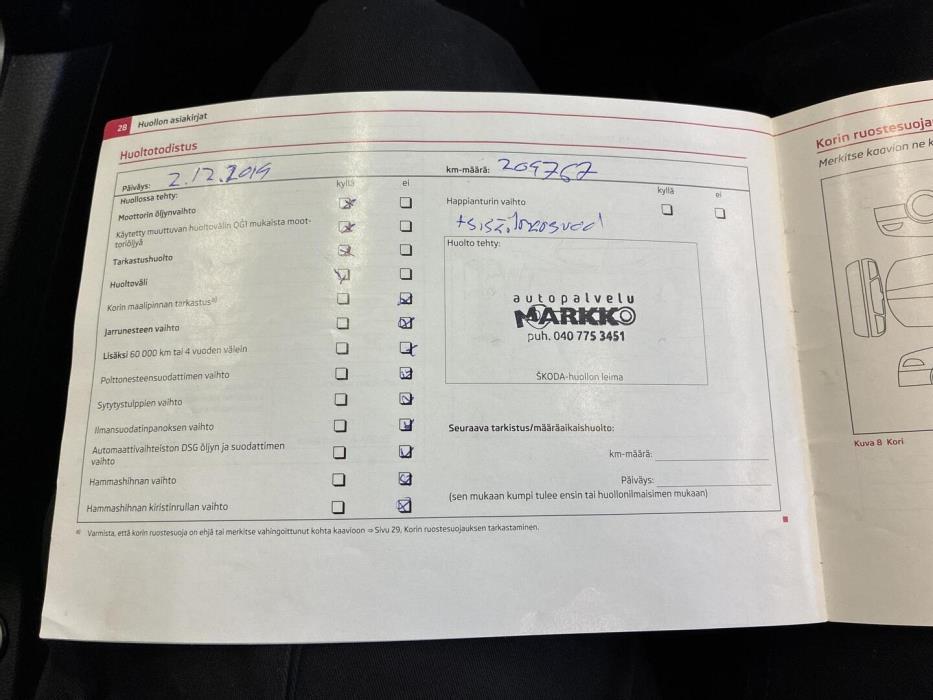 28 Huollon asiakirjat
Huoltotodistus
Päiväys: 2.12.2019
km-määrä: 209767
Huollossa tehty:
kyllä ei
Moottorin öljynvaihto
Käytetty muuttuvan huoltovälin QG1 mukaista moot-
toriöljyä
Tarkastushuolto
Huoltoväli
Korin maalipinnan tarkastus a)
Jarrunesteen vaihto
Lisäksi 60 000 km tai 4 vuoden välein
Polttonesteensuodattimen vaihto
Sytytystulppien vaihto
Ilmansuodatinpanoksen vaihto
Automaattivaihteiston DSG öljyn ja suodattimen
vaihto
Hammashihnan vaihto
Hammashihnan kiristinrullan vaihto
kyllä ei
Happianturin vaihto
Huolto tehty:
autopalvelu
MARKKO
puh. 040 775 3451
ŠKODA-huollon leima
Seuraava tarkistus/määräaikaishuolto:
km-määrä:
Päiväys:
(sen mukaan kumpi tulee ensin tai huollonilmaisimen mukaan)
a) Varmista, että korin ruostesuoja on ehjä tai merkitse vahingoittunut kohta kaavioon ⇒ Sivu 29, Korin ruostesuojauksen tarkastaminen.
Korin ruostesuoja
Merkitse kaavion ne k
Kuva 8 Kori